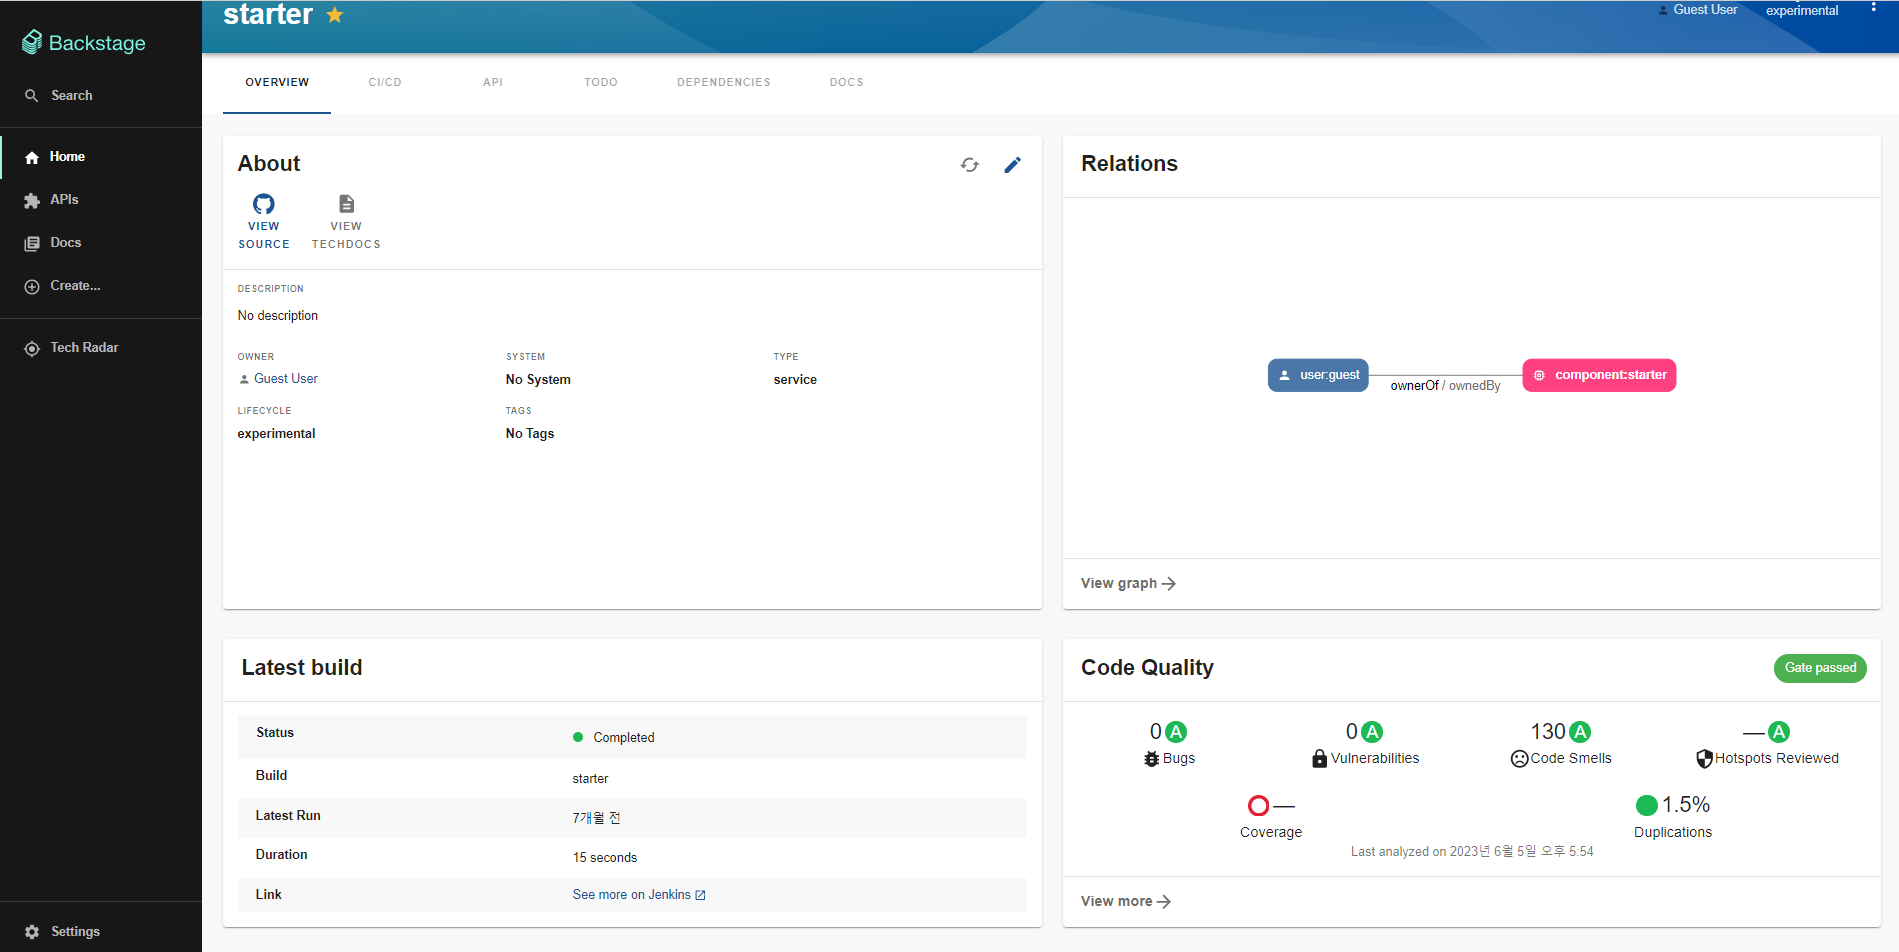 starter
Guest User
experimental
Backstage
Search
Home
APIs
Docs
Create...
Tech Radar
Settings
OVERVIEW
CI/CD
API
TODO
DEPENDENCIES
DOCS
About
VIEW
SOURCE
VIEW
TECHDOCS
DESCRIPTION
No description
OWNER
Guest User
SYSTEM
No System
TYPE
service
LIFECYCLE
experimental
TAGS
No Tags
Relations
user:guest
ownerOf / ownedBy
component:starter
View graph
Latest build
Status
Completed
Build
starter
Latest Run
7개월 전
Duration
15 seconds
Link
See more on Jenkins
Code Quality
Gate passed
0 A
Bugs
0 A
Vulnerabilities
130 A
Code Smells
— A
Hotspots Reviewed
—
Coverage
1.5%
Duplications
Last analyzed on 2023년 6월 5일 오후 5:54
View more